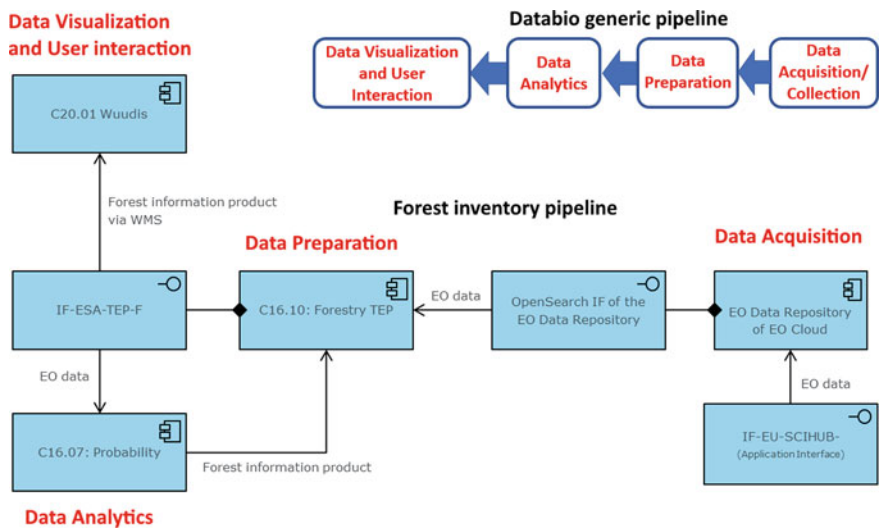 Data Visualization
and User interaction
Databio generic pipeline
Data Visualization
and User
Interaction
Data
Analytics
Data
Preparation
Data
Acquisition/
Collection
C20.01 Wuudis
Forest information product
via WMS
Forest inventory pipeline
Data Preparation
Data Acquisition
IF-ESA-TEP-F
C16.10: Forestry TEP
EO data
OpenSearch IF of the
EO Data Repository
EO Data Repository
of EO Cloud
EO data
EO data
C16.07: Probability
Forest information product
IF-EU-SCIHUB-
(Application Interface)
Data Analytics